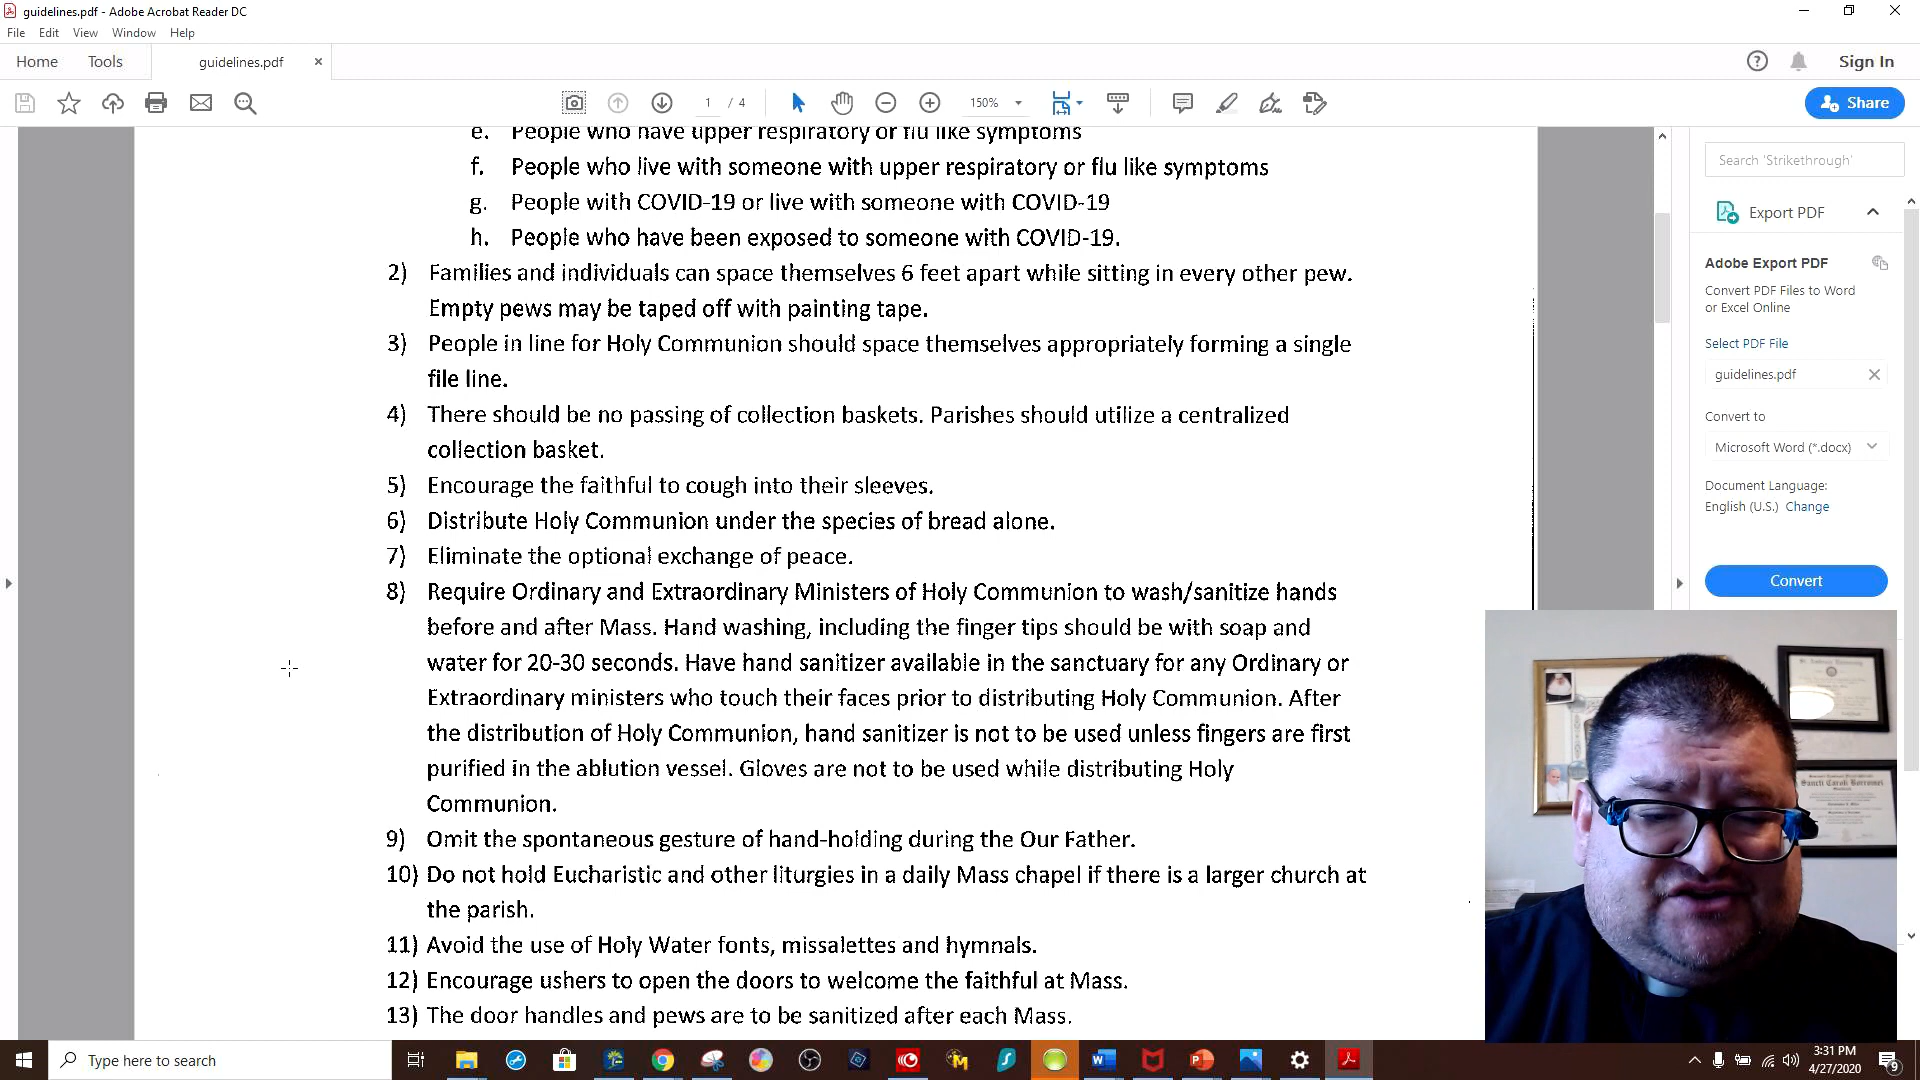 guidelines.pdf - Adobe Acrobat Reader DC
File Edit View Window Help
Home Tools guidelines.pdf × Sign In
1 / 4 150% Share
e. People who have upper respiratory or flu like symptoms
f. People who live with someone with upper respiratory or flu like symptoms
g. People with COVID-19 or live with someone with COVID-19
h. People who have been exposed to someone with COVID-19.
2) Families and individuals can space themselves 6 feet apart while sitting in every other pew.
Empty pews may be taped off with painting tape.
3) People in line for Holy Communion should space themselves appropriately forming a single
file line.
4) There should be no passing of collection baskets. Parishes should utilize a centralized
collection basket.
5) Encourage the faithful to cough into their sleeves.
6) Distribute Holy Communion under the species of bread alone.
7) Eliminate the optional exchange of peace.
8) Require Ordinary and Extraordinary Ministers of Holy Communion to wash/sanitize hands
before and after Mass. Hand washing, including the finger tips should be with soap and
water for 20-30 seconds. Have hand sanitizer available in the sanctuary for any Ordinary or
Extraordinary ministers who touch their faces prior to distributing Holy Communion. After
the distribution of Holy Communion, hand sanitizer is not to be used unless fingers are first
purified in the ablution vessel. Gloves are not to be used while distributing Holy
Communion.
9) Omit the spontaneous gesture of hand-holding during the Our Father.
10) Do not hold Eucharistic and other liturgies in a daily Mass chapel if there is a larger church at
the parish.
11) Avoid the use of Holy Water fonts, missalettes and hymnals.
12) Encourage ushers to open the doors to welcome the faithful at Mass.
13) The door handles and pews are to be sanitized after each Mass.
Search 'Strikethrough'
Export PDF
Adobe Export PDF
Convert PDF Files to Word
or Excel Online
Select PDF File
guidelines.pdf
Convert to
Microsoft Word (*.docx)
Document Language:
English (U.S.) Change
Convert
Sancti Caroli Borromei
Type here to search
3:31 PM
4/27/2020
9